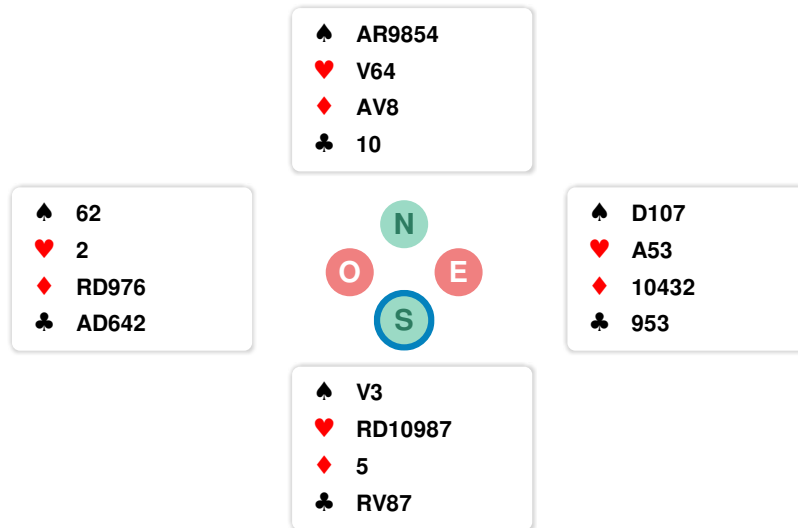 ♠ AR9854
♥ V64
♦ AV8
♣ 10
♠ 62
♥ 2
♦ RD976
♣ AD642
N
O E
S
♠ D107
♥ A53
♦ 10432
♣ 953
♠ V3
♥ RD10987
♦ 5
♣ RV87